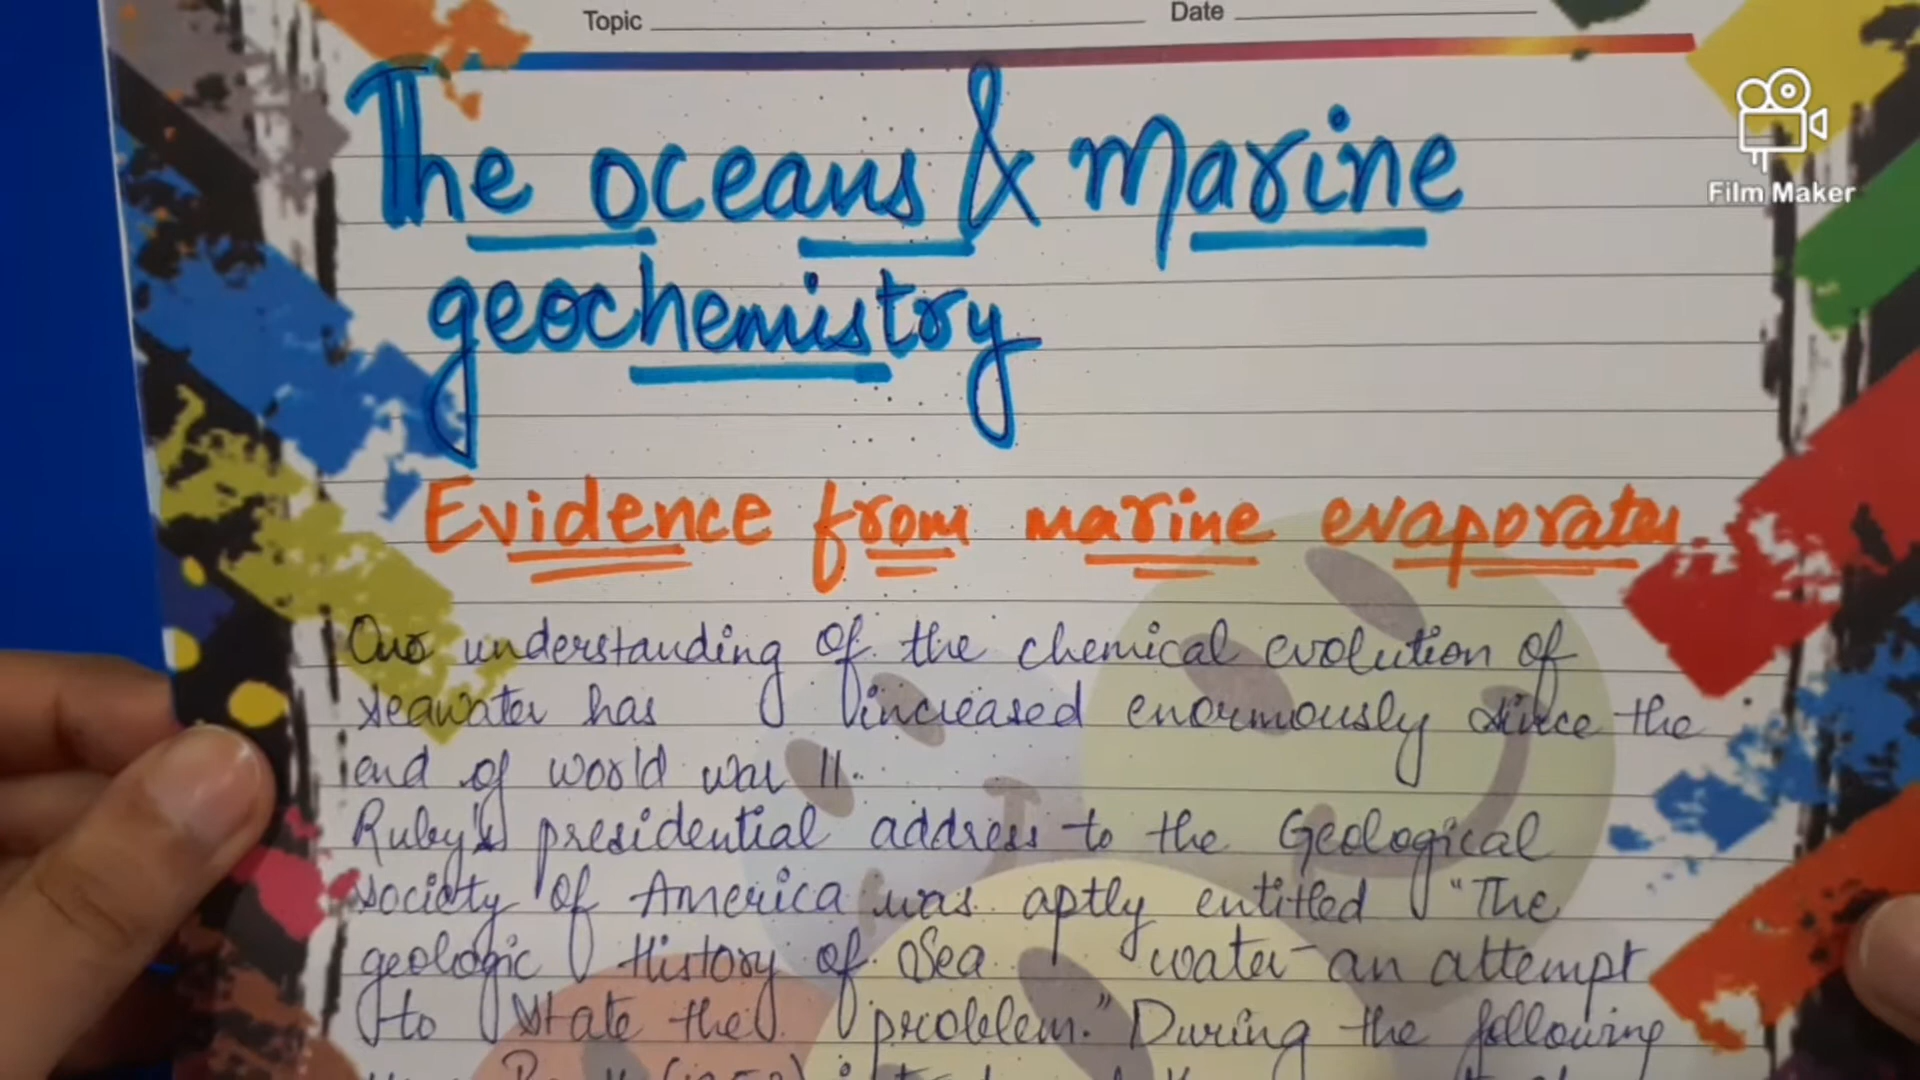 Topic Date
The oceans & Marine
geochemistry
Film Maker
Evidence from marine evaporates
Our understanding of the chemical evolution of
seawater has increased enormously since the
end of world war II.
Ruby's presidential address to the Geological
society of America was aptly entitled "The
geologic History of Sea water-an attempt
to state the problem." During the following